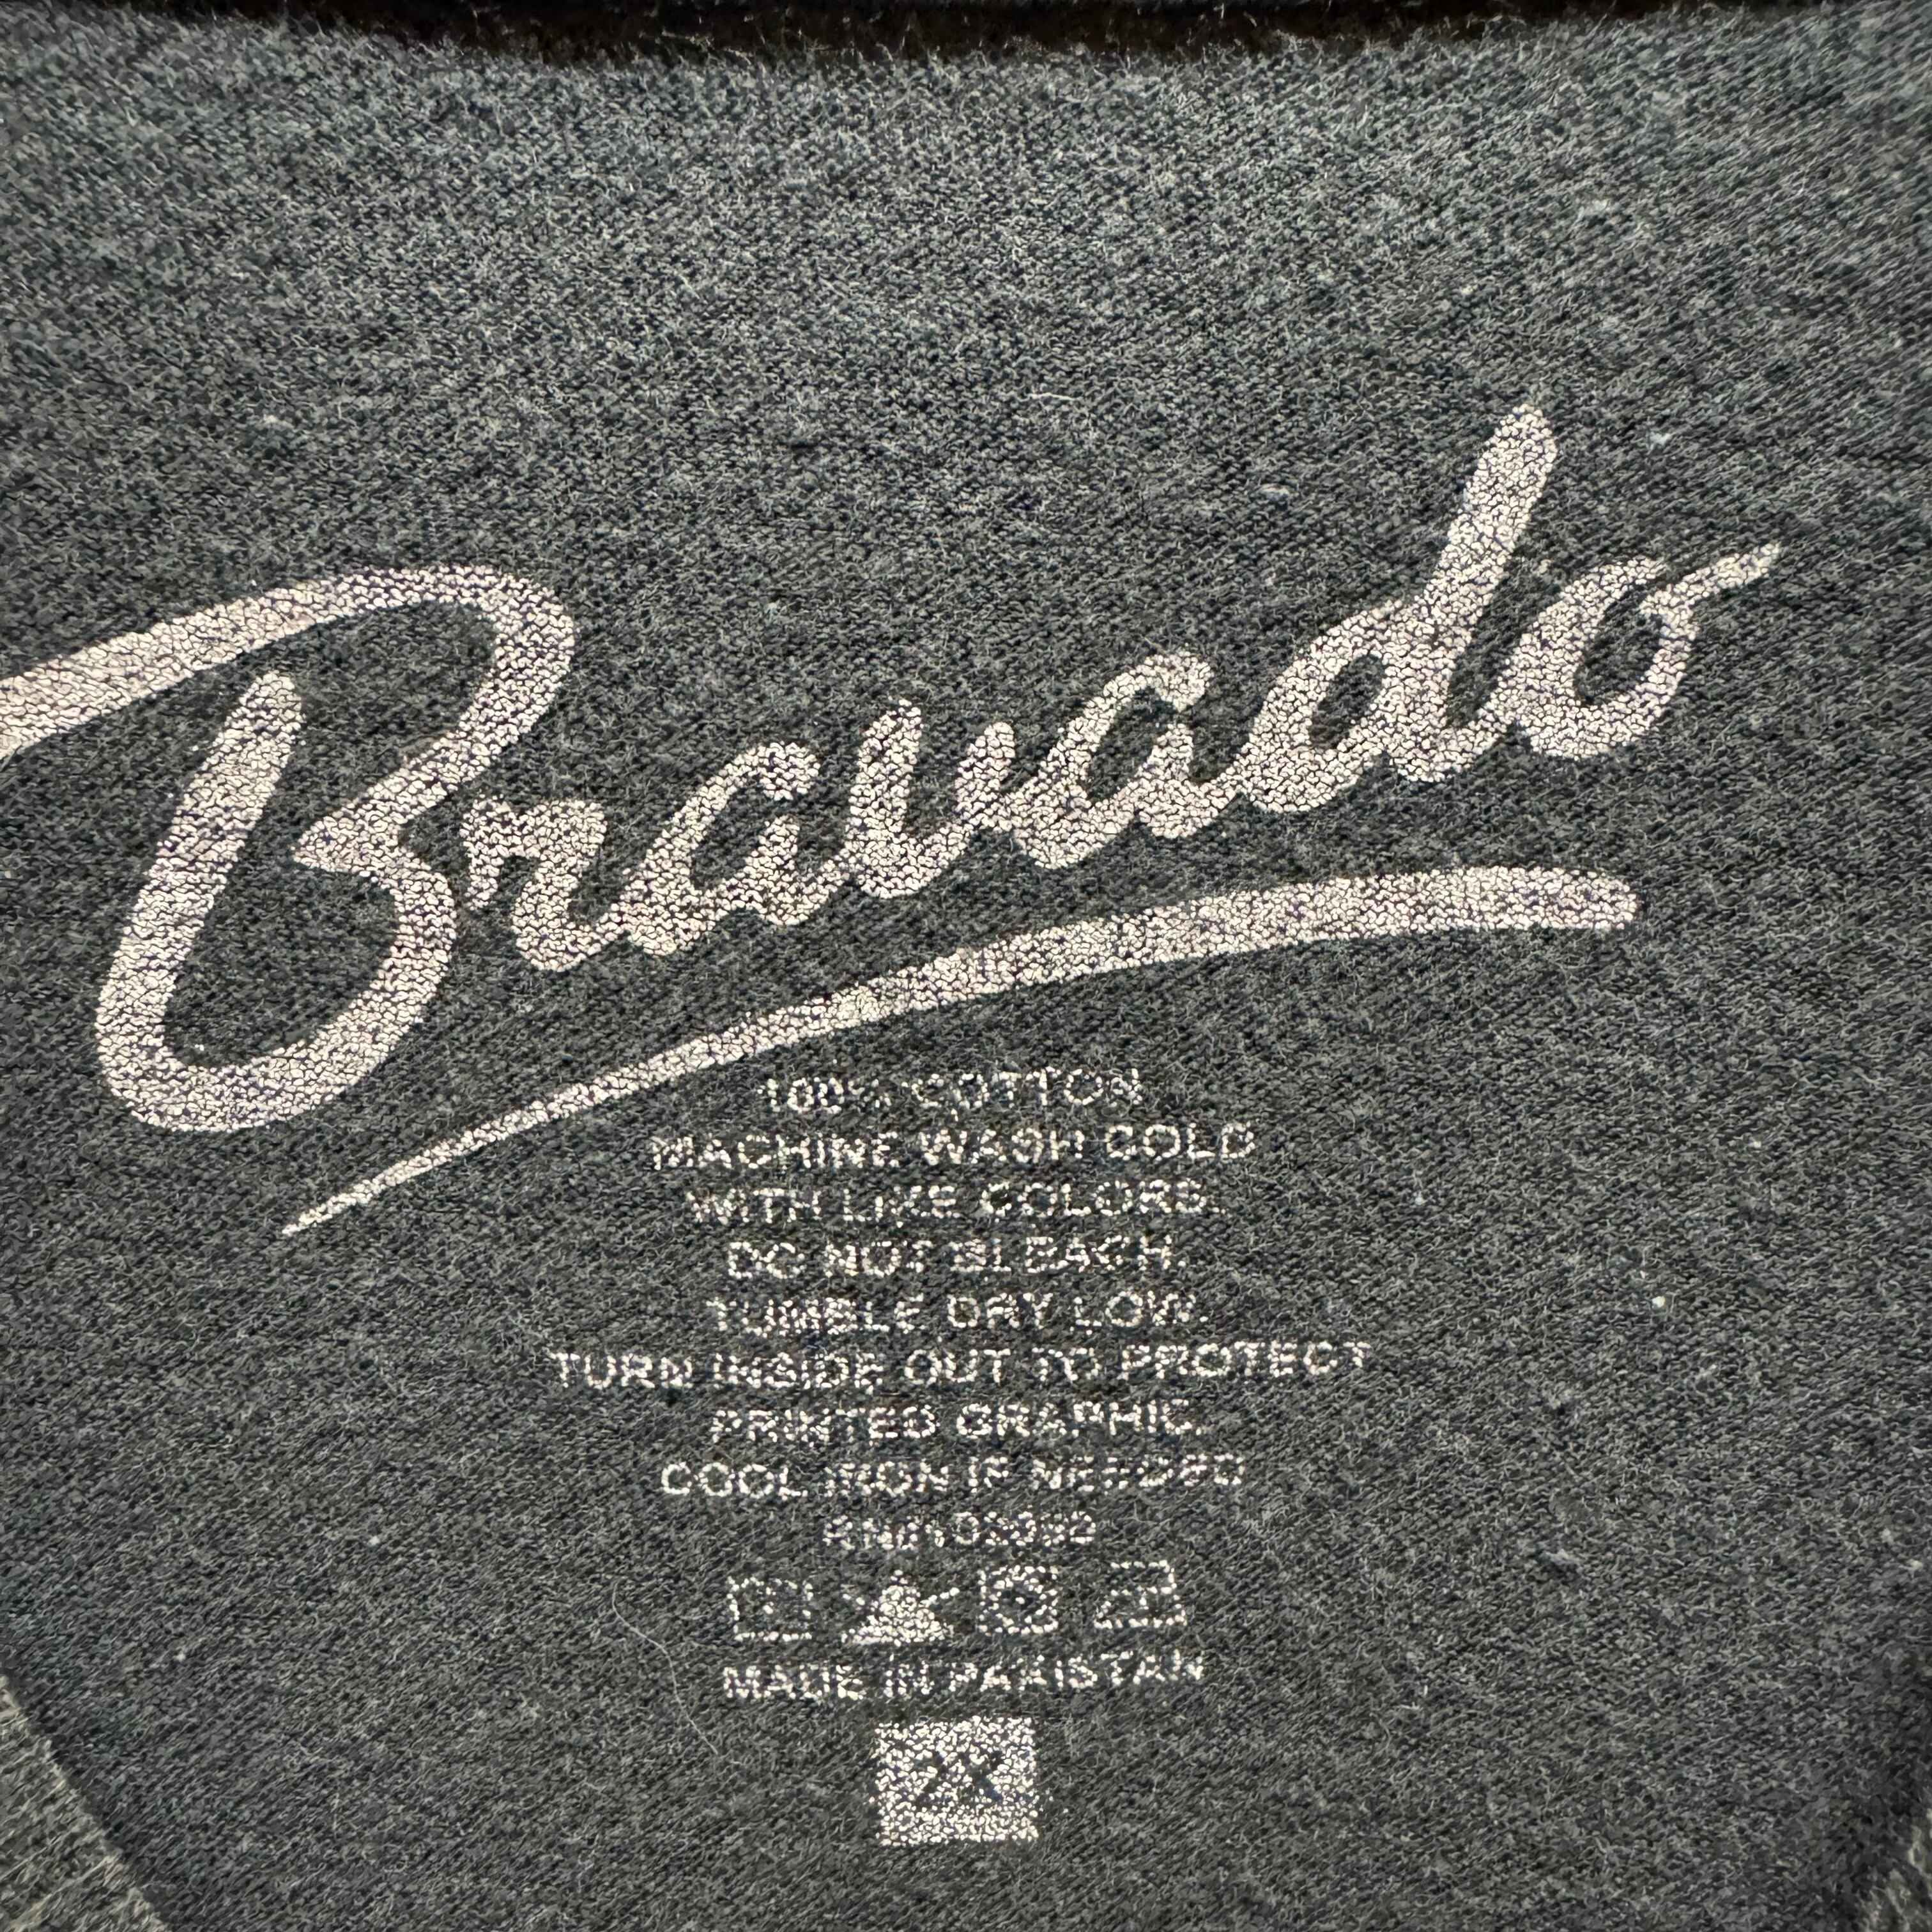 Bravado
100% COTTON
MACHINE WASH COLD
WITH LIKE COLORS.
DO NOT BLEACH.
TUMBLE DRY LOW.
TURN INSIDE OUT TO PROTECT
PRINTED GRAPHIC.
COOL IRON IF NEEDED
MADE IN PAKISTAN
2X